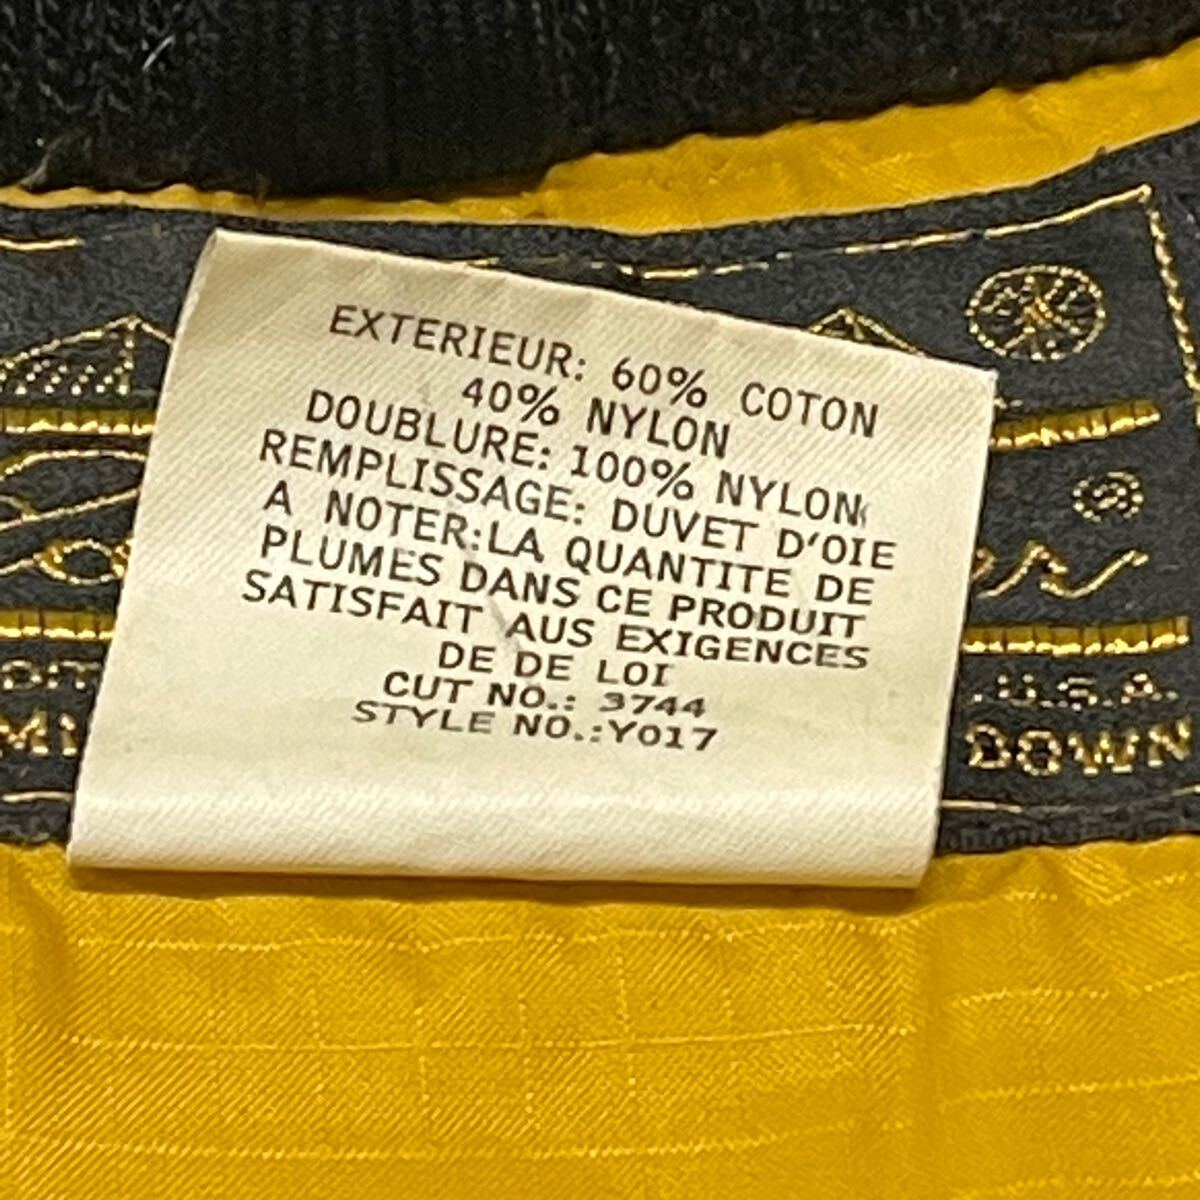 EXTERIEUR: 60% COTON
40% NYLON
DOUBLURE: 100% NYLON
REMPLISSAGE: DUVET D'OIE
A NOTER:LA QUANTITE DE
PLUMES DANS CE PRODUIT
SATISFAIT AUS EXIGENCES
DE DE LOI
CUT NO.: 3744
STYLE NO.:Y017
U.S.A.
DOWN